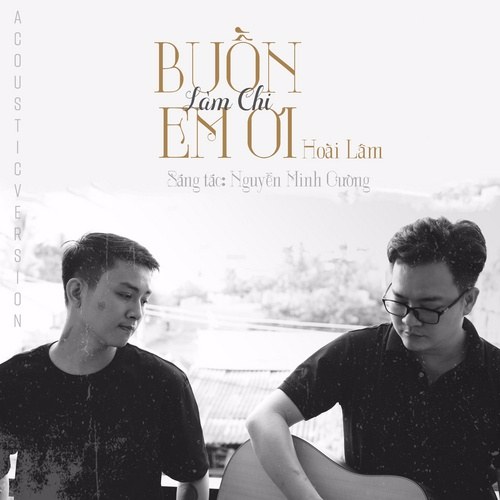 ACOUSTIC VERSION
BUỒN
Làm Chi
EM ƠI
Hoài Lâm
Sáng tác: Nguyễn Minh Cường